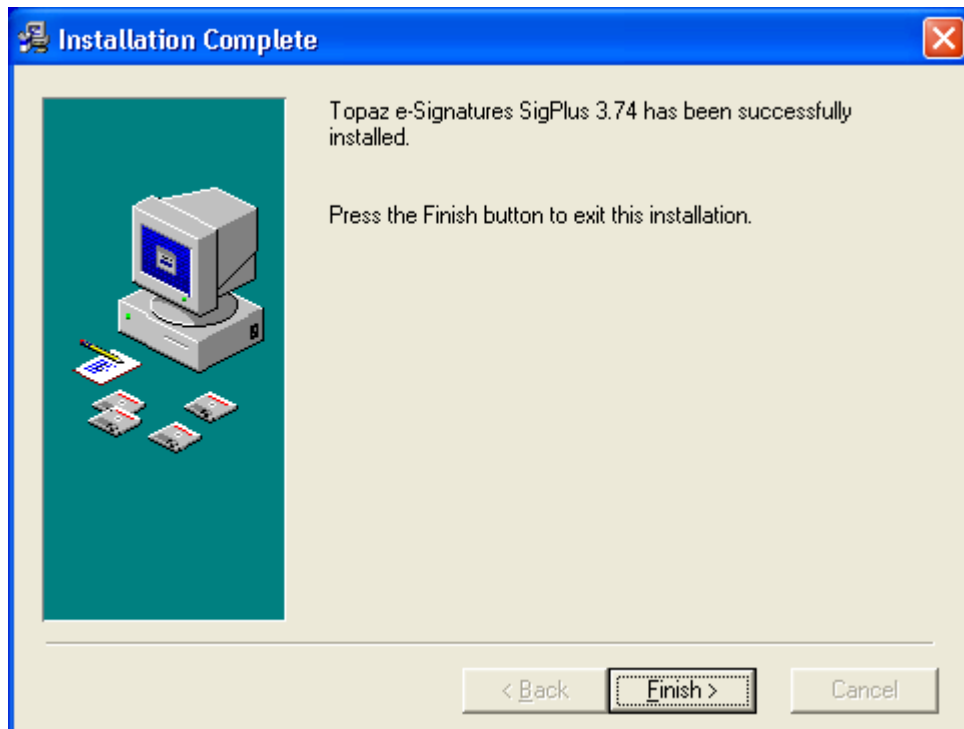 Installation Complete
Topaz e-Signatures SigPlus 3.74 has been successfully
installed.
Press the Finish button to exit this installation.
< Back
Finish >
Cancel